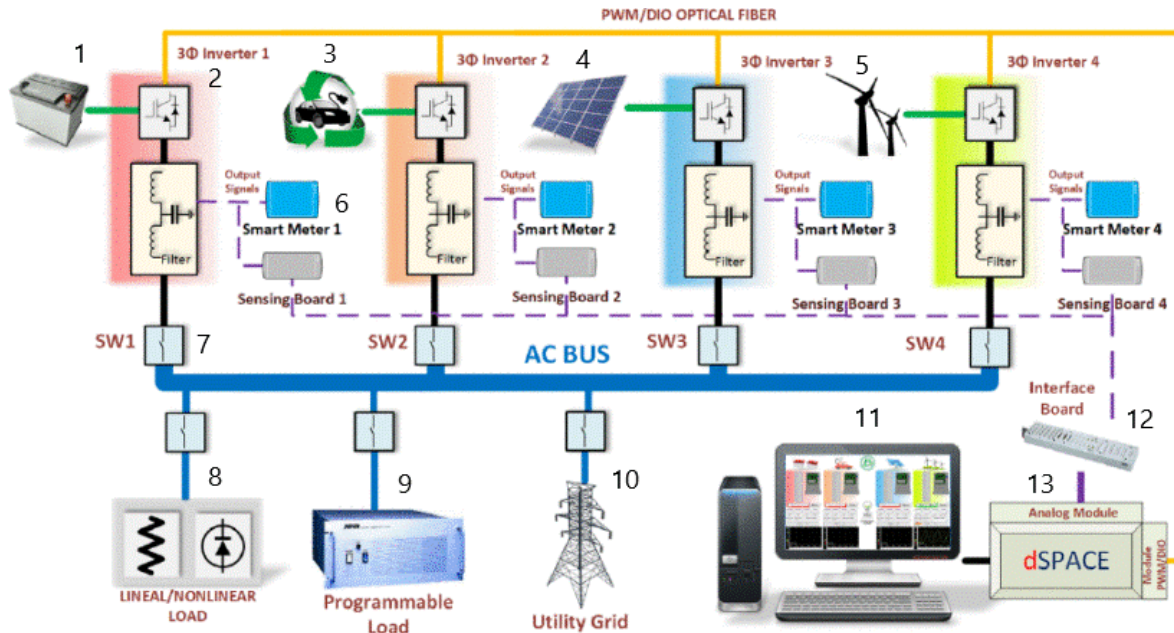 PWM/DIO OPTICAL FIBER
1
3Φ Inverter 1
2
3
3Φ Inverter 2
4
3Φ Inverter 3
5
3Φ Inverter 4
Output
Signals
6
Smart Meter 1
Filter
Sensing Board 1
Output
Signals
Smart Meter 2
Filter
Sensing Board 2
Output
Signals
Smart Meter 3
Filter
Sensing Board 3
Output
Signals
Smart Meter 4
Filter
Sensing Board 4
SW1
7
SW2
SW3
SW4
AC BUS
Interface
Board
12
8
9
10
11
13
LINEAL/NONLINEAR
LOAD
Programmable
Load
Utility Grid
Analog Module
dSPACE
Module
PWM/DIO